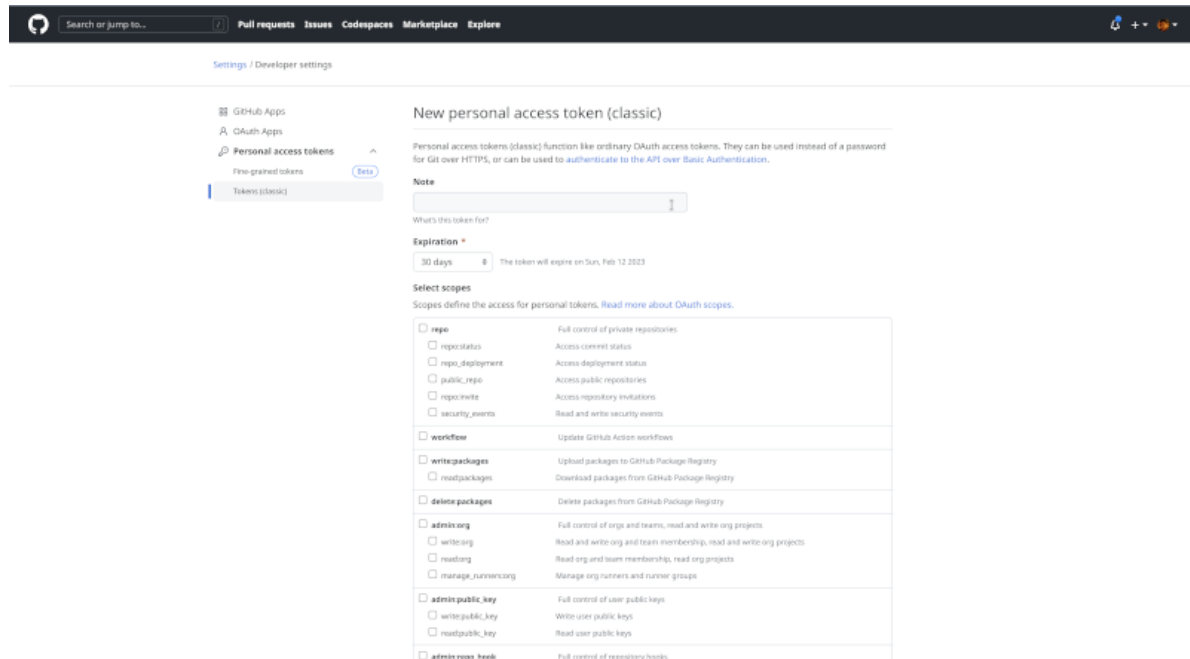 Search or jump to... /
Pull requests Issues Codespaces Marketplace Explore
Settings / Developer settings
GitHub Apps
OAuth Apps
Personal access tokens
Fine-grained tokens Beta
Tokens (classic)
New personal access token (classic)
Personal access tokens (classic) function like ordinary OAuth access tokens. They can be used instead of a password
for Git over HTTPS, or can be used to authenticate to the API over Basic Authentication.
Note
What's this token for?
Expiration *
30 days The token will expire on Sun, Feb 12 2023
Select scopes
Scopes define the access for personal tokens. Read more about OAuth scopes.
repo Full control of private repositories
repo:status Access commit status
repo_deployment Access deployment status
public_repo Access public repositories
repo:invite Access repository invitations
security_events Read and write security events
workflow Update GitHub Action workflows
write:packages Upload packages to GitHub Package Registry
read:packages Download packages from GitHub Package Registry
delete:packages Delete packages from GitHub Package Registry
admin:org Full control of orgs and teams, read and write org projects
write:org Read and write org and team membership, read and write org projects
read:org Read org and team membership, read org projects
manage_runners:org Manage org runners and runner groups
admin:public_key Full control of user public keys
write:public_key Write user public keys
read:public_key Read user public keys
admin:repo_hook Full control of repository hooks